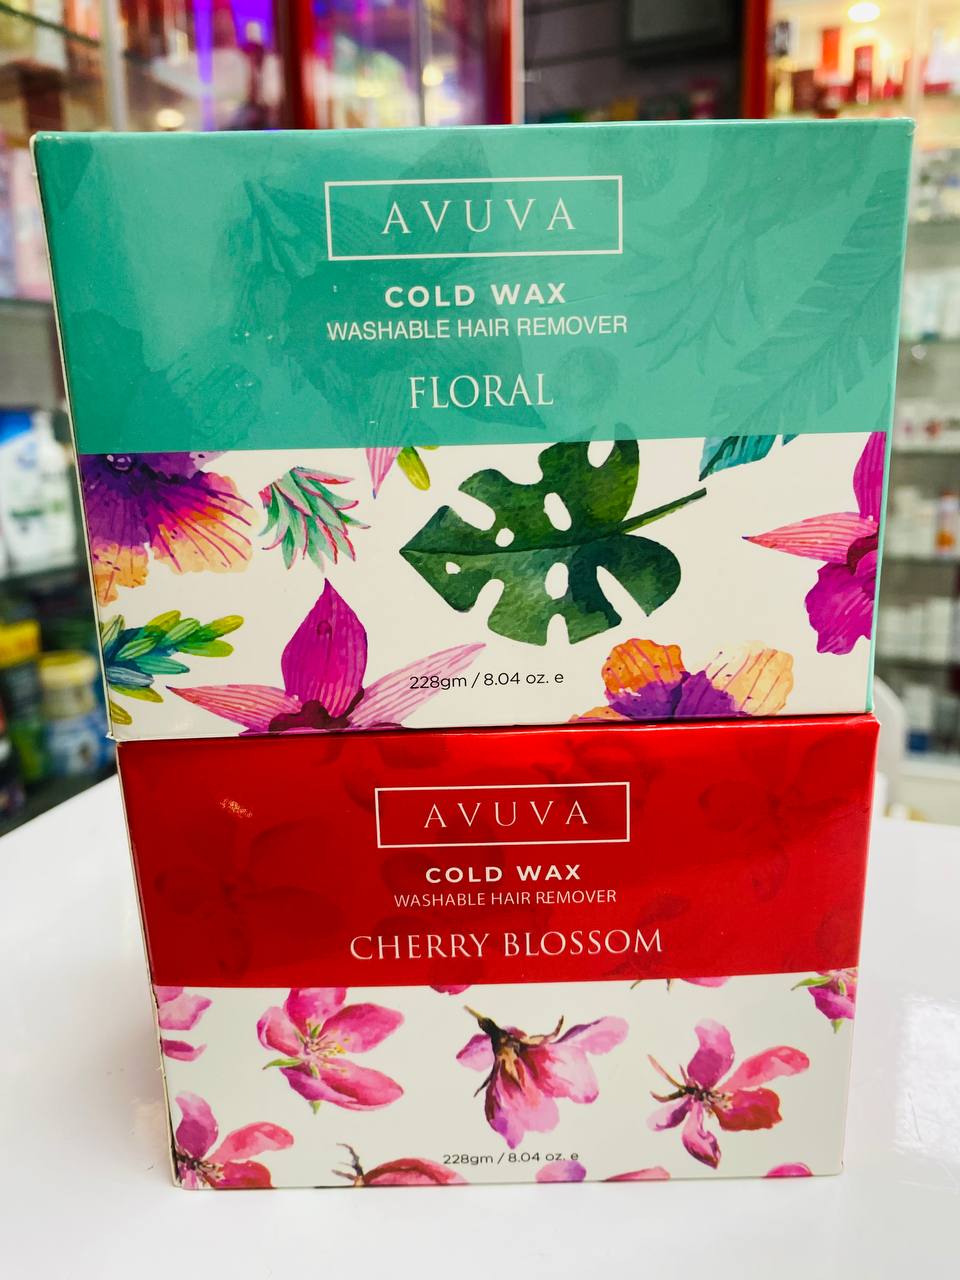 AVUVA
COLD WAX
WASHABLE HAIR REMOVER
FLORAL
228gm / 8.04 oz. e
AVUVA
COLD WAX
WASHABLE HAIR REMOVER
CHERRY BLOSSOM
228gm / 8.04 oz. e